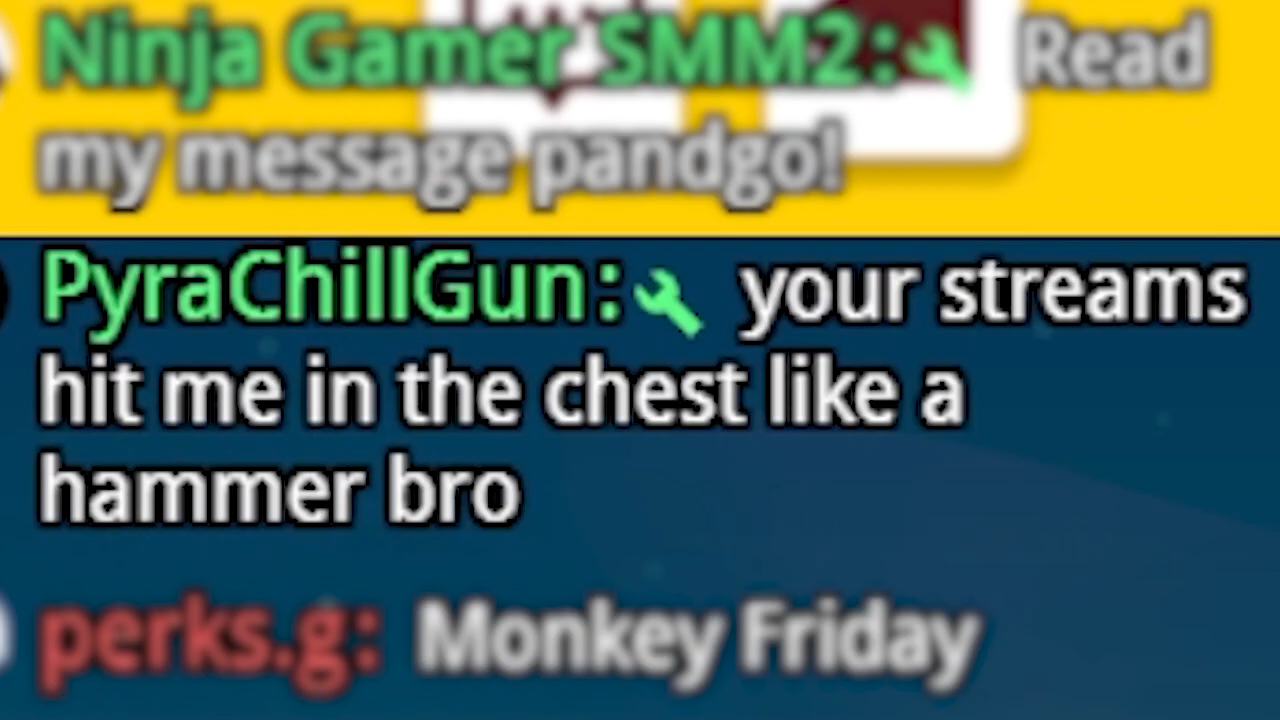 Ninja Gamer SMM2: Read
my message pandgo!
PyraChillGun: your streams
hit me in the chest like a
hammer bro
perks.g: Monkey Friday